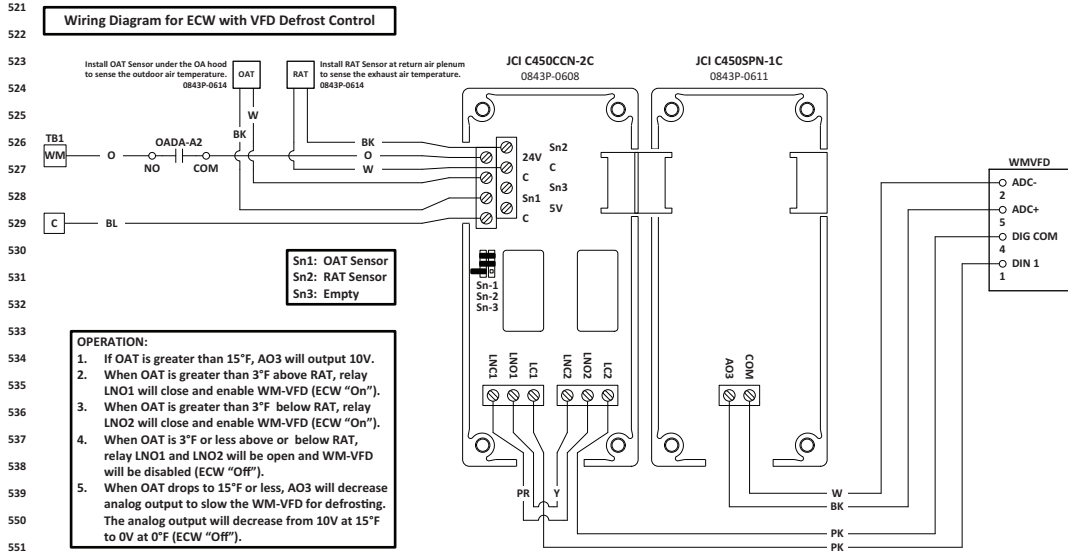 521
Wiring Diagram for ECW with VFD Defrost Control
522
523
Install OAT Sensor under the OA hood
to sense the outdoor air temperature.
0843P-0614
OAT
RAT
Install RAT Sensor at return air plenum
to sense the exhaust air temperature.
0843P-0614
JCI C450CCN-2C
0843P-0608
JCI C450SPN-1C
0843P-0611
524
525
W
BK
526
TB1
WM
O
OADA-A2
NO
COM
BK
O
W
Sn2
24V
C
C
Sn3
Sn1
5V
C
527
528
529
C
BL
WMVFD
ADC-
2
ADC+
5
DIG COM
4
DIN 1
1
530
Sn1: OAT Sensor
Sn2: RAT Sensor
Sn3: Empty
531
Sn-1
Sn-2
Sn-3
532
533
OPERATION:
534
1. If OAT is greater than 15°F, AO3 will output 10V.
2. When OAT is greater than 3°F above RAT, relay
535
LNO1 will close and enable WM-VFD (ECW “On”).
3. When OAT is greater than 3°F below RAT, relay
536
LNO2 will close and enable WM-VFD (ECW “On”).
537
4. When OAT is 3°F or less above or below RAT,
relay LNO1 and LNO2 will be open and WM-VFD
538
will be disabled (ECW “Off”).
539
5. When OAT drops to 15°F or less, AO3 will decrease
analog output to slow the WM-VFD for defrosting.
550
The analog output will decrease from 10V at 15°F
to 0V at 0°F (ECW “Off”).
551
LNC1
LNO1
LC1
LNC2
LNO2
LC2
AO3
COM
PR
Y
W
BK
PK
PK